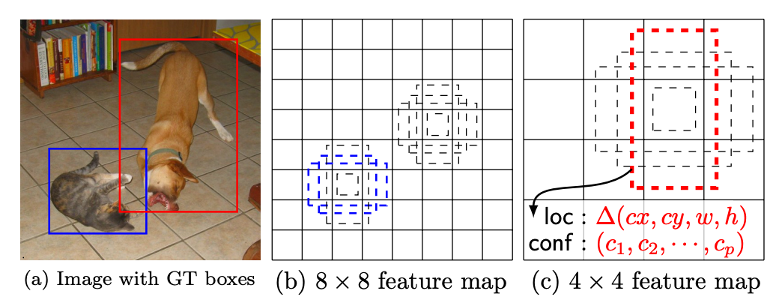 loc : Δ(cx, cy, w, h)
conf : (c₁, c₂, ⋯, cₚ)
(a) Image with GT boxes
(b) 8 × 8 feature map
(c) 4 × 4 feature map